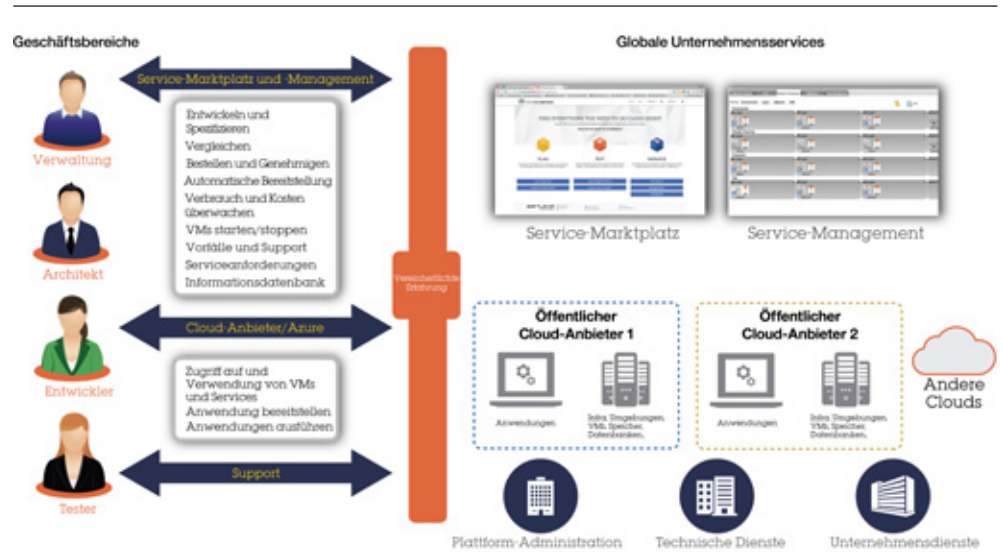 Geschäftsbereiche
Globale Unternehmensservices
Service-Marktplatz und -Management
Verwaltung
Entwickeln und
Spezifizieren
Vergleichen
Bestellen und Genehmigen
Automatische Bereitstellung
Verbrauch und Kosten
überwachen
VMs starten/stoppen
Vorfälle und Support
Serviceanforderungen
Informationsdatenbank
Architekt
Vereinheitlichte
Erfahrung
PLAN
TEST
MANAGE
Service-Marktplatz
Service-Management
Cloud-Anbieter/Azure
Entwickler
Zugriff auf und
Verwendung von VMs
und Services
Anwendung bereitstellen
Anwendungen ausführen
Support
Tester
Öffentlicher
Cloud-Anbieter 1
Anwendungen
Infra, Umgebungen,
VMs, Speicher,
Datenbanken,
Öffentlicher
Cloud-Anbieter 2
Anwendungen
Infra, Umgebungen,
VMs, Speicher,
Datenbanken,
Andere
Clouds
Plattform-Administration
Technische Dienste
Unternehmensdienste